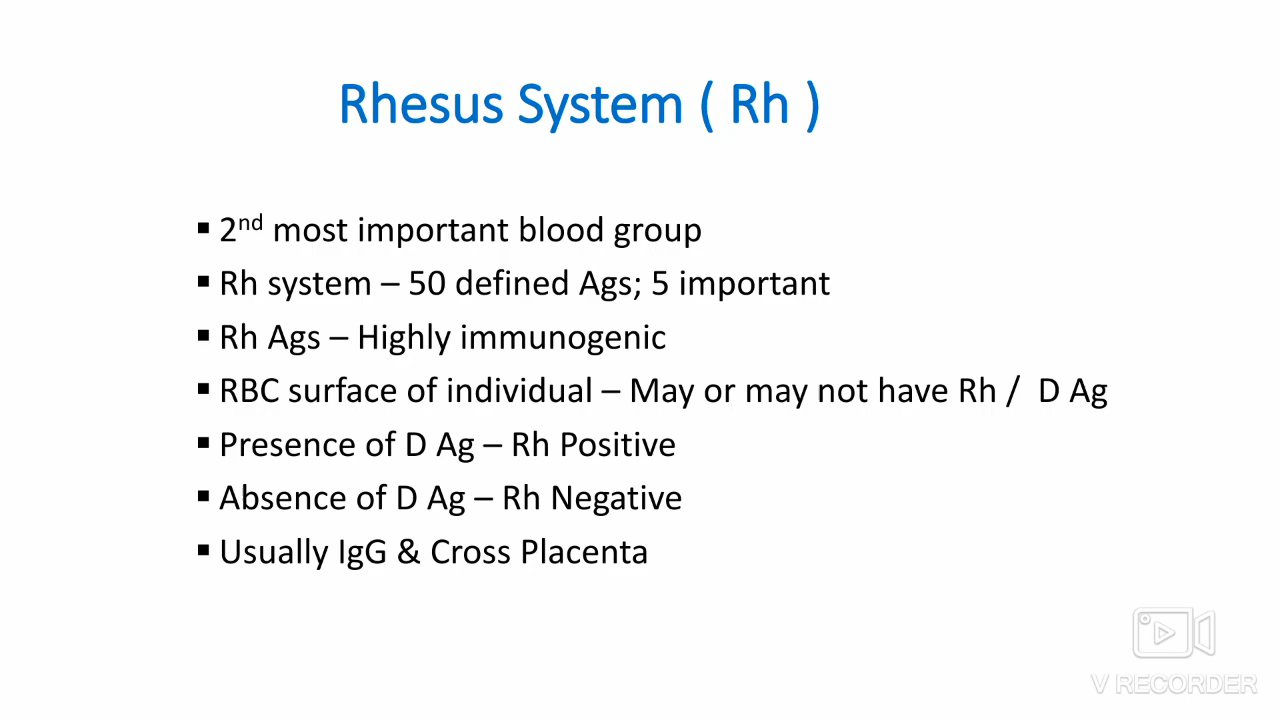 Rhesus System ( Rh )
▪ 2nd most important blood group
▪ Rh system – 50 defined Ags; 5 important
▪ Rh Ags – Highly immunogenic
▪ RBC surface of individual – May or may not have Rh / D Ag
▪ Presence of D Ag – Rh Positive
▪ Absence of D Ag – Rh Negative
▪ Usually IgG & Cross Placenta
V RECORDER